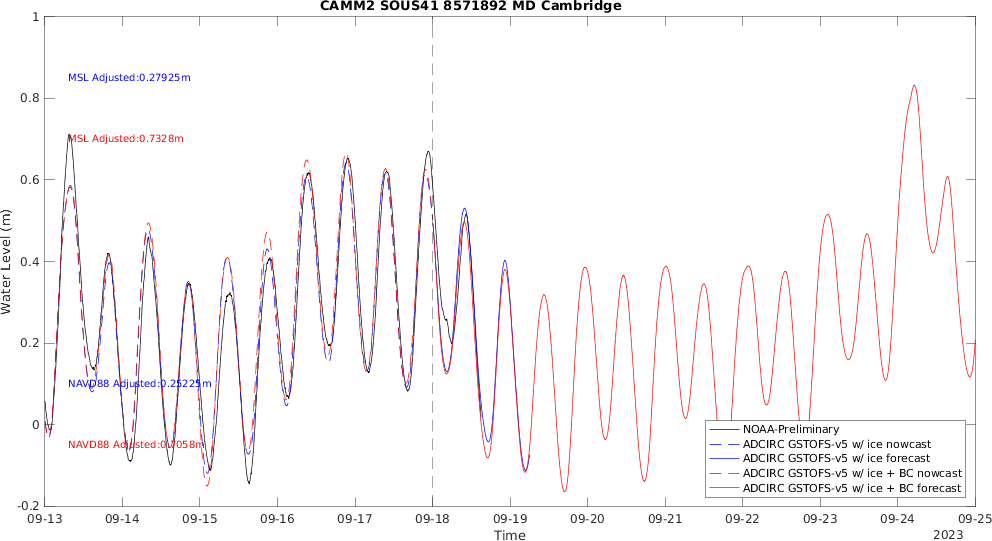 CAMM2 SOUS41 8571892 MD Cambridge
1
MSL Adjusted:0.27925m
0.8
MSL Adjusted:0.7328m
0.6
Water Level (m)
0.4
0.2
NAVD88 Adjusted:0.25225m
0
NAVD88 Adjusted:0.7058m
NOAA-Preliminary
ADCIRC GSTOFS-v5 w/ ice nowcast
ADCIRC GSTOFS-v5 w/ ice forecast
ADCIRC GSTOFS-v5 w/ ice + BC nowcast
ADCIRC GSTOFS-v5 w/ ice + BC forecast
-0.2
09-13 09-14 09-15 09-16 09-17 09-18 09-19 09-20 09-21 09-22 09-23 09-24 09-25
Time
2023